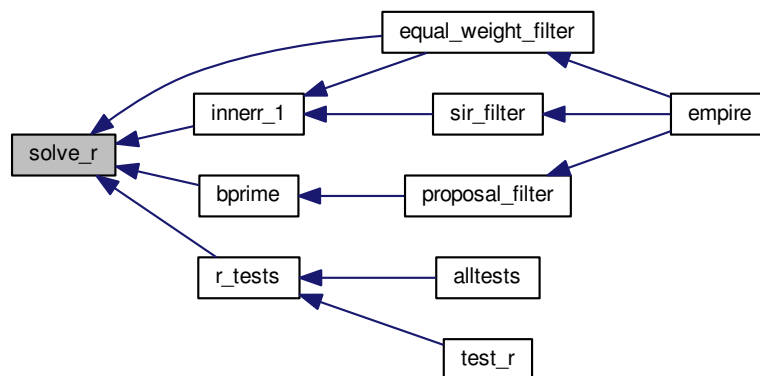 equal_weight_filter
innerr_1
sir_filter
empire
solve_r
bprime
proposal_filter
r_tests
alltests
test_r